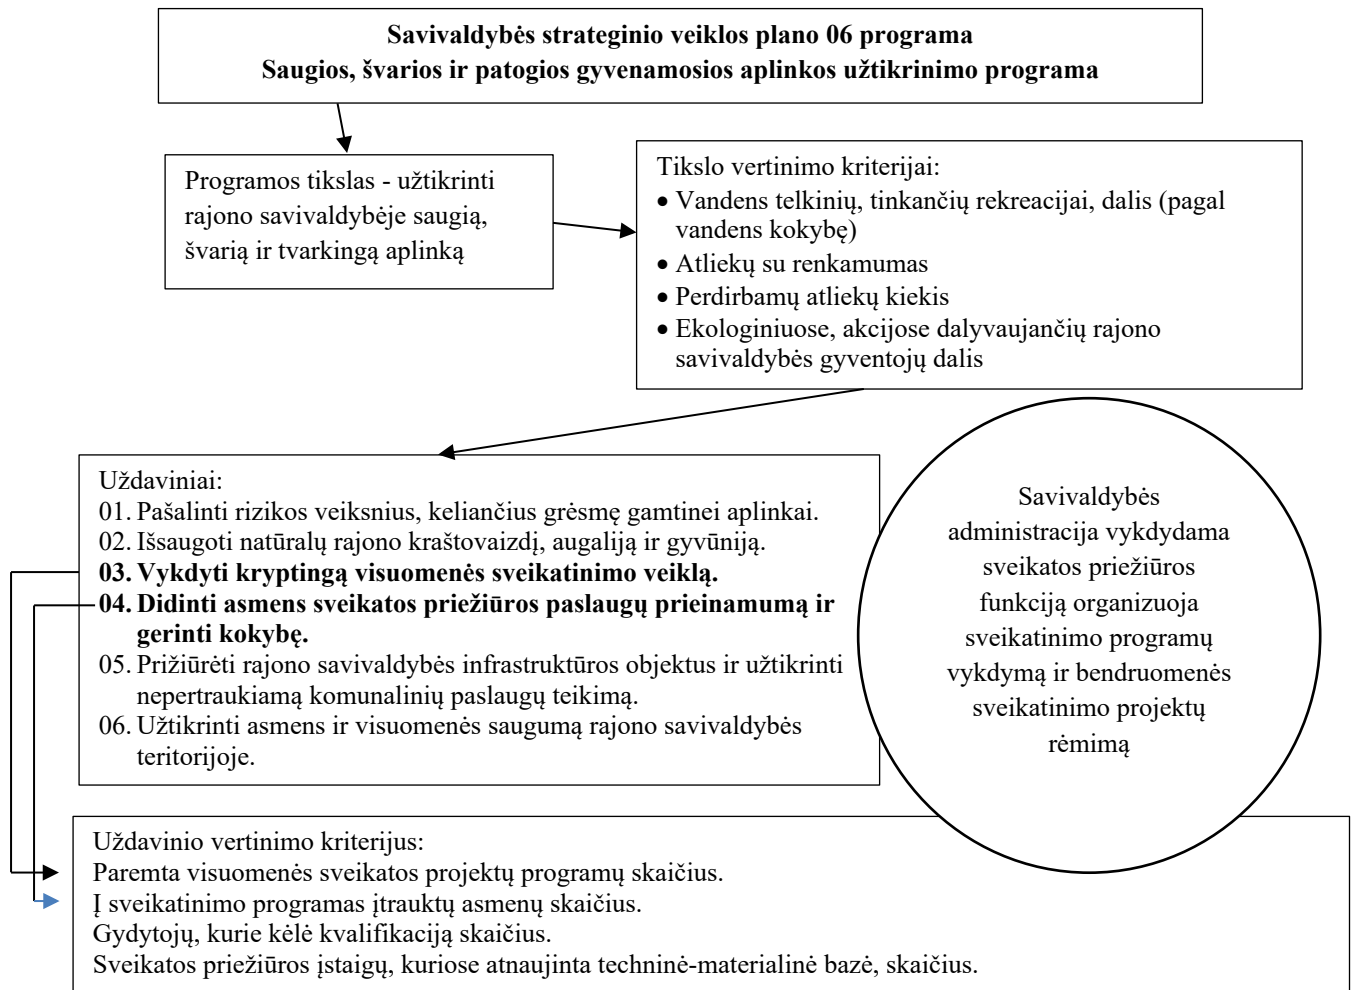 Savivaldybės strateginio veiklos plano 06 programa
Saugios, švarios ir patogios gyvenamosios aplinkos užtikrinimo programa
Programos tikslas - užtikrinti
rajono savivaldybėje saugią,
švarią ir tvarkingą aplinką
Tikslo vertinimo kriterijai:
• Vandens telkinių, tinkančių rekreacijai, dalis (pagal
vandens kokybę)
• Atliekų su renkamumas
• Perdirbamų atliekų kiekis
• Ekologiniuose, akcijose dalyvaujančių rajono
savivaldybės gyventojų dalis
Uždaviniai:
01. Pašalinti rizikos veiksnius, keliančius grėsmę gamtinei aplinkai.
02. Išsaugoti natūralų rajono kraštovaizdį, augaliją ir gyvūniją.
03. Vykdyti kryptingą visuomenės sveikatinimo veiklą.
04. Didinti asmens sveikatos priežiūros paslaugų prieinamumą ir
gerinti kokybę.
05. Prižiūrėti rajono savivaldybės infrastruktūros objektus ir užtikrinti
nepertraukiamą komunalinių paslaugų teikimą.
06. Užtikrinti asmens ir visuomenės saugumą rajono savivaldybės
teritorijoje.
Savivaldybės
administracija vykdydama
sveikatos priežiūros
funkciją organizuoja
sveikatinimo programų
vykdymą ir bendruomenės
sveikatinimo projektų
rėmimą
Uždavinio vertinimo kriterijus:
Paremta visuomenės sveikatos projektų programų skaičius.
Į sveikatinimo programas įtrauktų asmenų skaičius.
Gydytojų, kurie kėlė kvalifikaciją skaičius.
Sveikatos priežiūros įstaigų, kuriose atnaujinta techninė-materialinė bazė, skaičius.